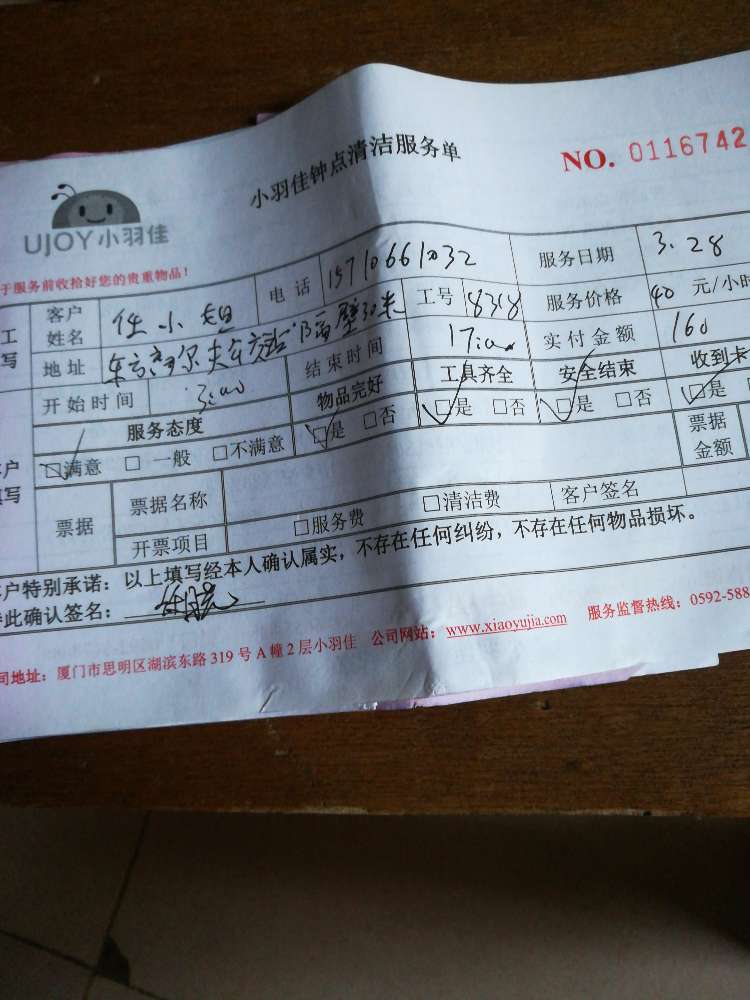 小羽佳钟点清洁服务单
NO. 0116742
UJOY 小羽佳
于服务前收拾好您的贵重物品！
客户姓名 任小姐 电话 15710661032 服务日期 3.28
地址 隔壁30米 工号 8318 服务价格 40 元/小时
开始时间 结束时间 17:00 实付金额 160
服务态度 物品完好 工具齐全 安全结束 收到卡
☑满意 □一般 □不满意 ☑是 □否 ☑是 □否 ☑是 □否 ☑是
票据 票据名称 票据金额
开票项目 □服务费 □清洁费 客户签名
户特别承诺：以上填写经本人确认属实，不存在任何纠纷，不存在任何物品损坏。
此确认签名：
司地址：厦门市思明区湖滨东路 319 号 A 幢 2 层小羽佳 公司网站：www.xiaoyujia.com 服务监督热线：0592-588